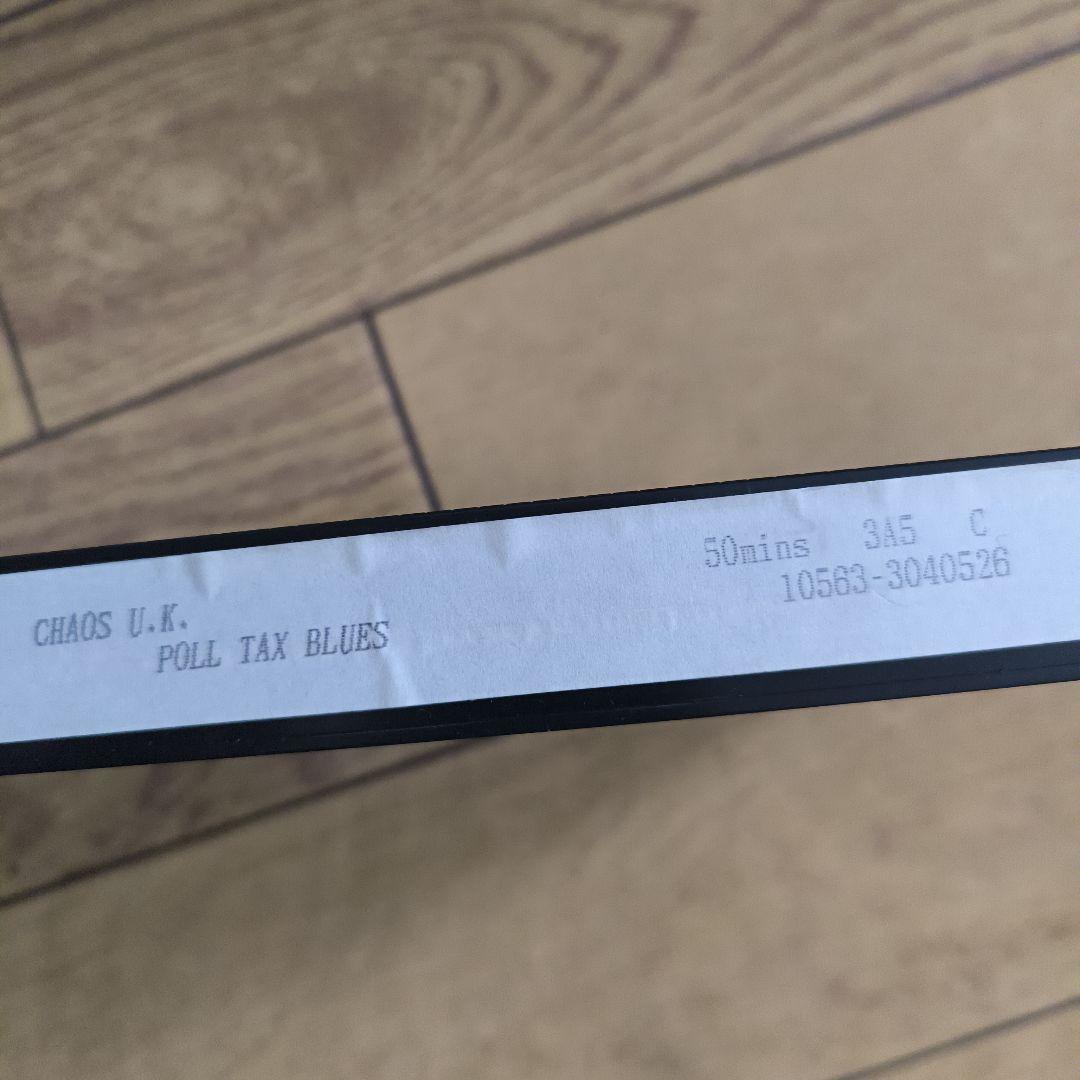 CHAOS U.K.
POLL TAX BLUES
50mins 3A5 C
10563-3040526